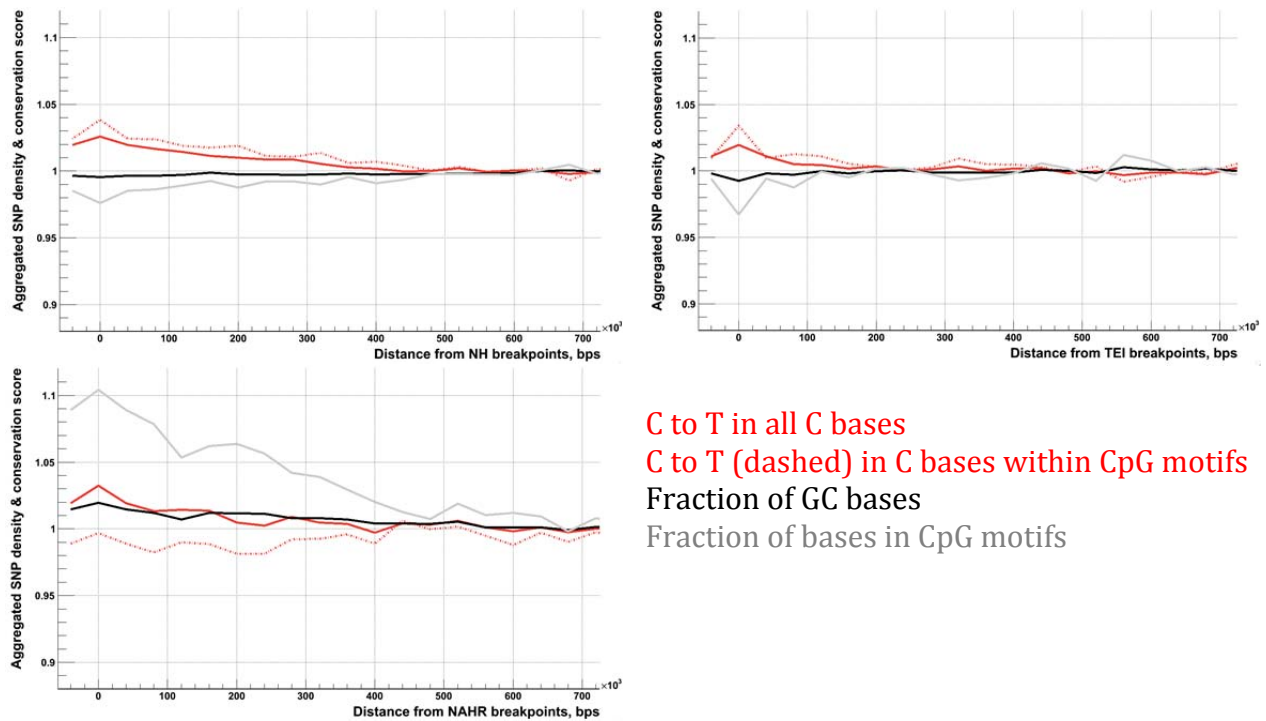 Aggregated SNP density & conservation score
1.1
1.05
1
0.95
0.9
0 100 200 300 400 500 600 700
×10³
Distance from NH breakpoints, bps
Aggregated SNP density & conservation score
1.1
1.05
1
0.95
0.9
0 100 200 300 400 500 600 700
×10³
Distance from TEI breakpoints, bps
Aggregated SNP density & conservation score
1.1
1.05
1
0.95
0.9
0 100 200 300 400 500 600 700
×10³
Distance from NAHR breakpoints, bps
C to T in all C bases
C to T (dashed) in C bases within CpG motifs
Fraction of GC bases
Fraction of bases in CpG motifs